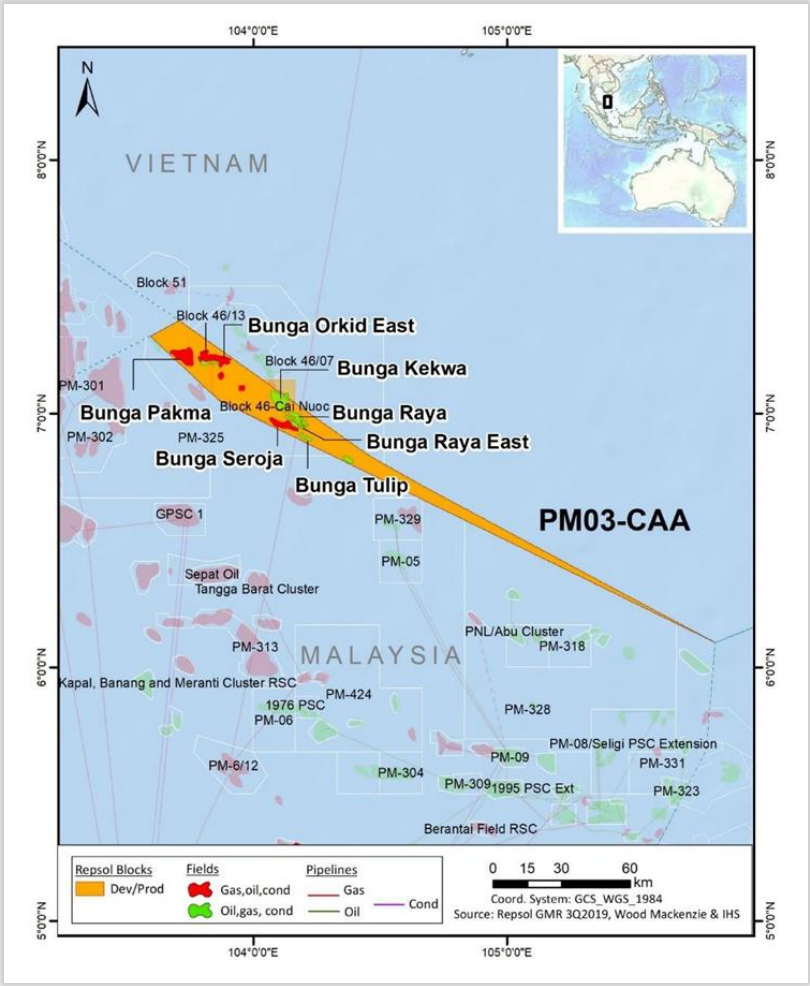 104°0'0"E
105°0'0"E
N
8°0'0"N
8°0'0"N
VIETNAM
Block 51
Block 46/13
Bunga Orkid East
Block 46/07
Bunga Kekwa
PM-301
Bunga Pakma
Block 46-Cai Nuoc
Bunga Raya
7°0'0"N
7°0'0"N
PM-302
PM-325
Bunga Raya East
Bunga Seroja
Bunga Tulip
GPSC 1
PM-329
PM03-CAA
PM-05
Sepat Oil
Tangga Barat Cluster
PNL/Abu Cluster
PM-313
PM-318
MALAYSIA
6°0'0"N
6°0'0"N
Kapal, Banang and Meranti Cluster RSC
PM-424
1976 PSC
PM-06
PM-328
PM-08/Seligi PSC Extension
PM-09
PM-6/12
PM-331
PM-304
PM-309
1995 PSC Ext
PM-323
Berantai Field RSC
Repsol Blocks
Dev/Prod
Fields
Gas,oil,cond
Oil,gas, cond
Pipelines
Gas
Oil
Cond
0 15 30 60
km
Coord. System: GCS_WGS_1984
Source: Repsol GMR 3Q2019, Wood Mackenzie & IHS
5°0'0"N
5°0'0"N
104°0'0"E
105°0'0"E